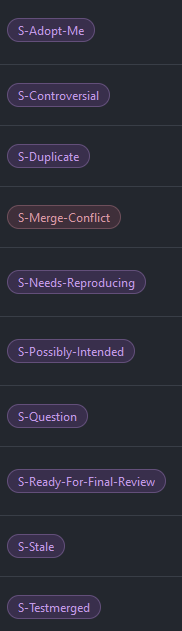 S-Adopt-Me
S-Controversial
S-Duplicate
S-Merge-Conflict
S-Needs-Reproducing
S-Possibly-Intended
S-Question
S-Ready-For-Final-Review
S-Stale
S-Testmerged